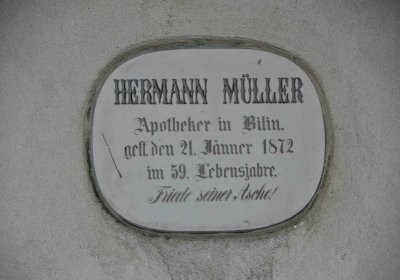 HERMANN MÜLLER
Apotheker in Bilin.
gest. den 21. Jänner 1872
im 59. Lebensjahre.
Friede seiner Asche!